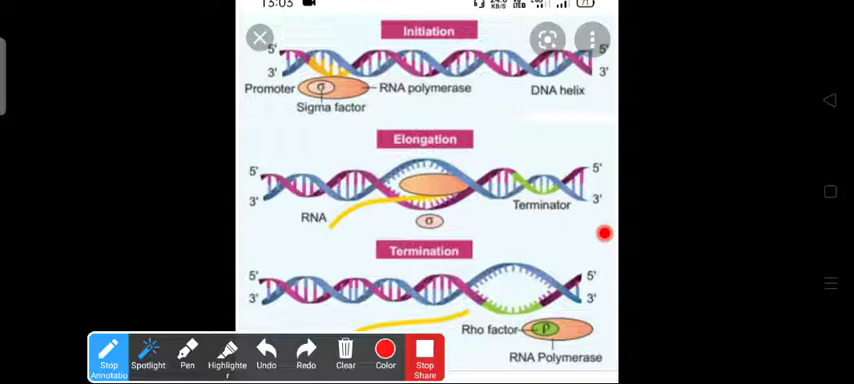 13:03
Initiation
5'
5'
3'
3'
Promoter
σ
RNA polymerase
DNA helix
Sigma factor
Elongation
5'
5'
3'
3'
RNA
σ
Terminator
Termination
5'
5'
3'
3'
Rho factor
ρ
RNA Polymerase
Stop Annotatio
Spotlight
Pen
Highlighte r
Undo
Redo
Clear
Color
Stop Share